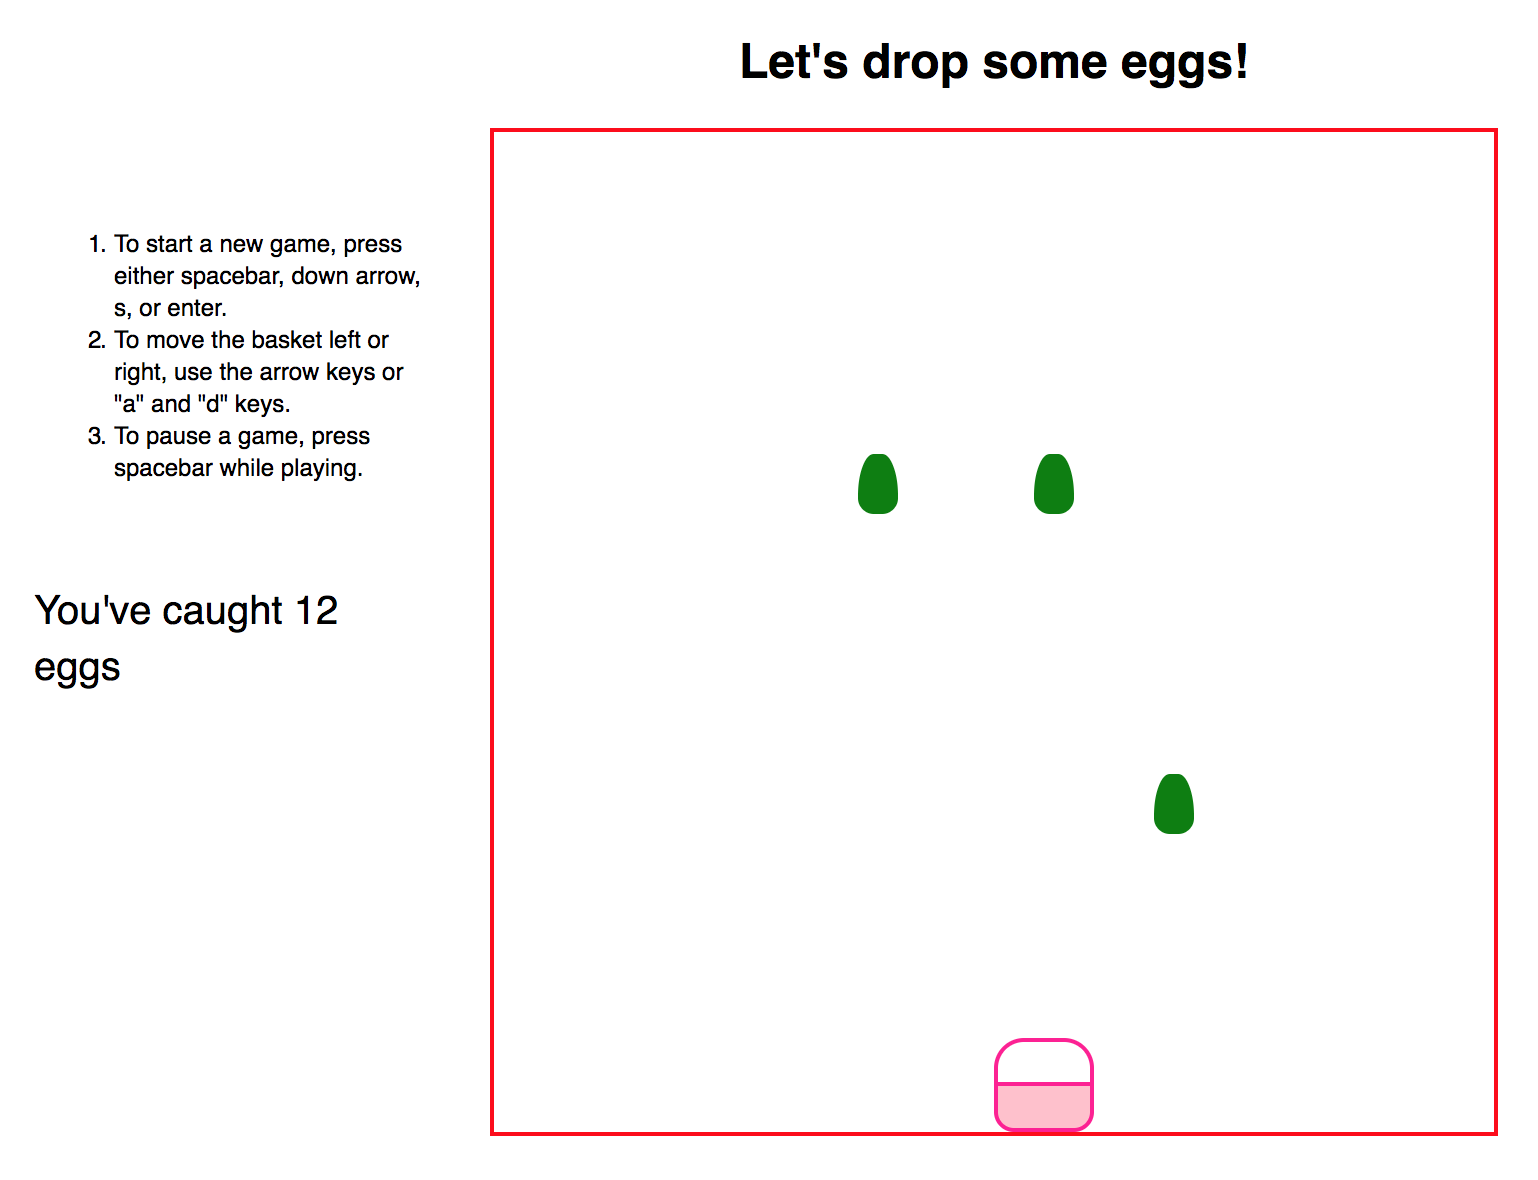 Let's drop some eggs!
1. To start a new game, press
either spacebar, down arrow,
s, or enter.
2. To move the basket left or
right, use the arrow keys or
"a" and "d" keys.
3. To pause a game, press
spacebar while playing.
You've caught 12
eggs